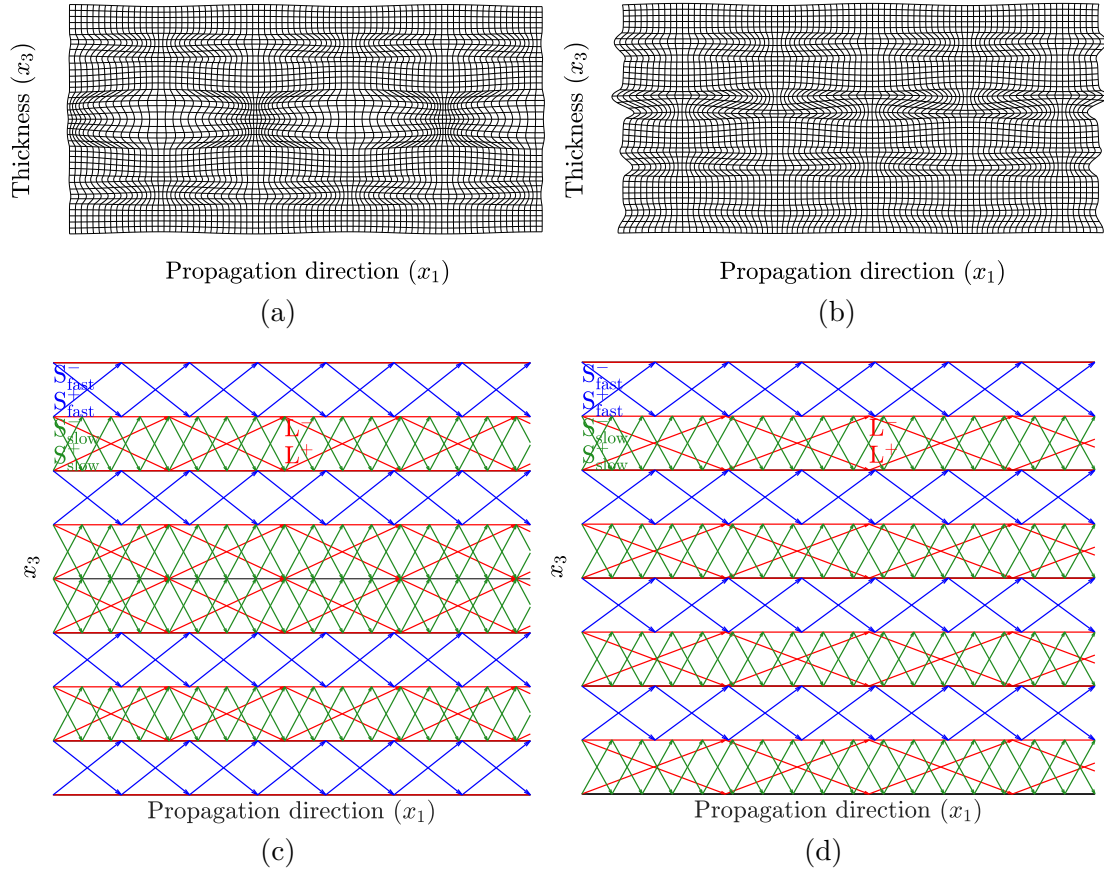 Thickness (x₃)
Propagation direction (x₁)
(a)
Thickness (x₃)
Propagation direction (x₁)
(b)
x₃
S⁻fast
S⁺fast
S⁻slow
S⁺slow
L⁻
L⁺
Propagation direction (x₁)
(c)
x₃
S⁻fast
S⁺fast
S⁻slow
S⁺slow
L⁻
L⁺
Propagation direction (x₁)
(d)